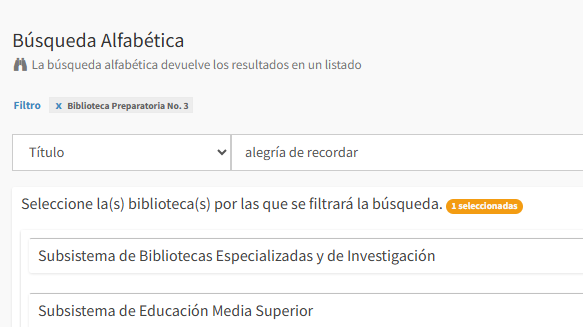 Búsqueda Alfabética
La búsqueda alfabética devuelve los resultados en un listado
Filtro x Biblioteca Preparatoria No. 3
Título alegría de recordar
Seleccione la(s) biblioteca(s) por las que se filtrará la búsqueda. 1 seleccionadas
Subsistema de Bibliotecas Especializadas y de Investigación
Subsistema de Educación Media Superior